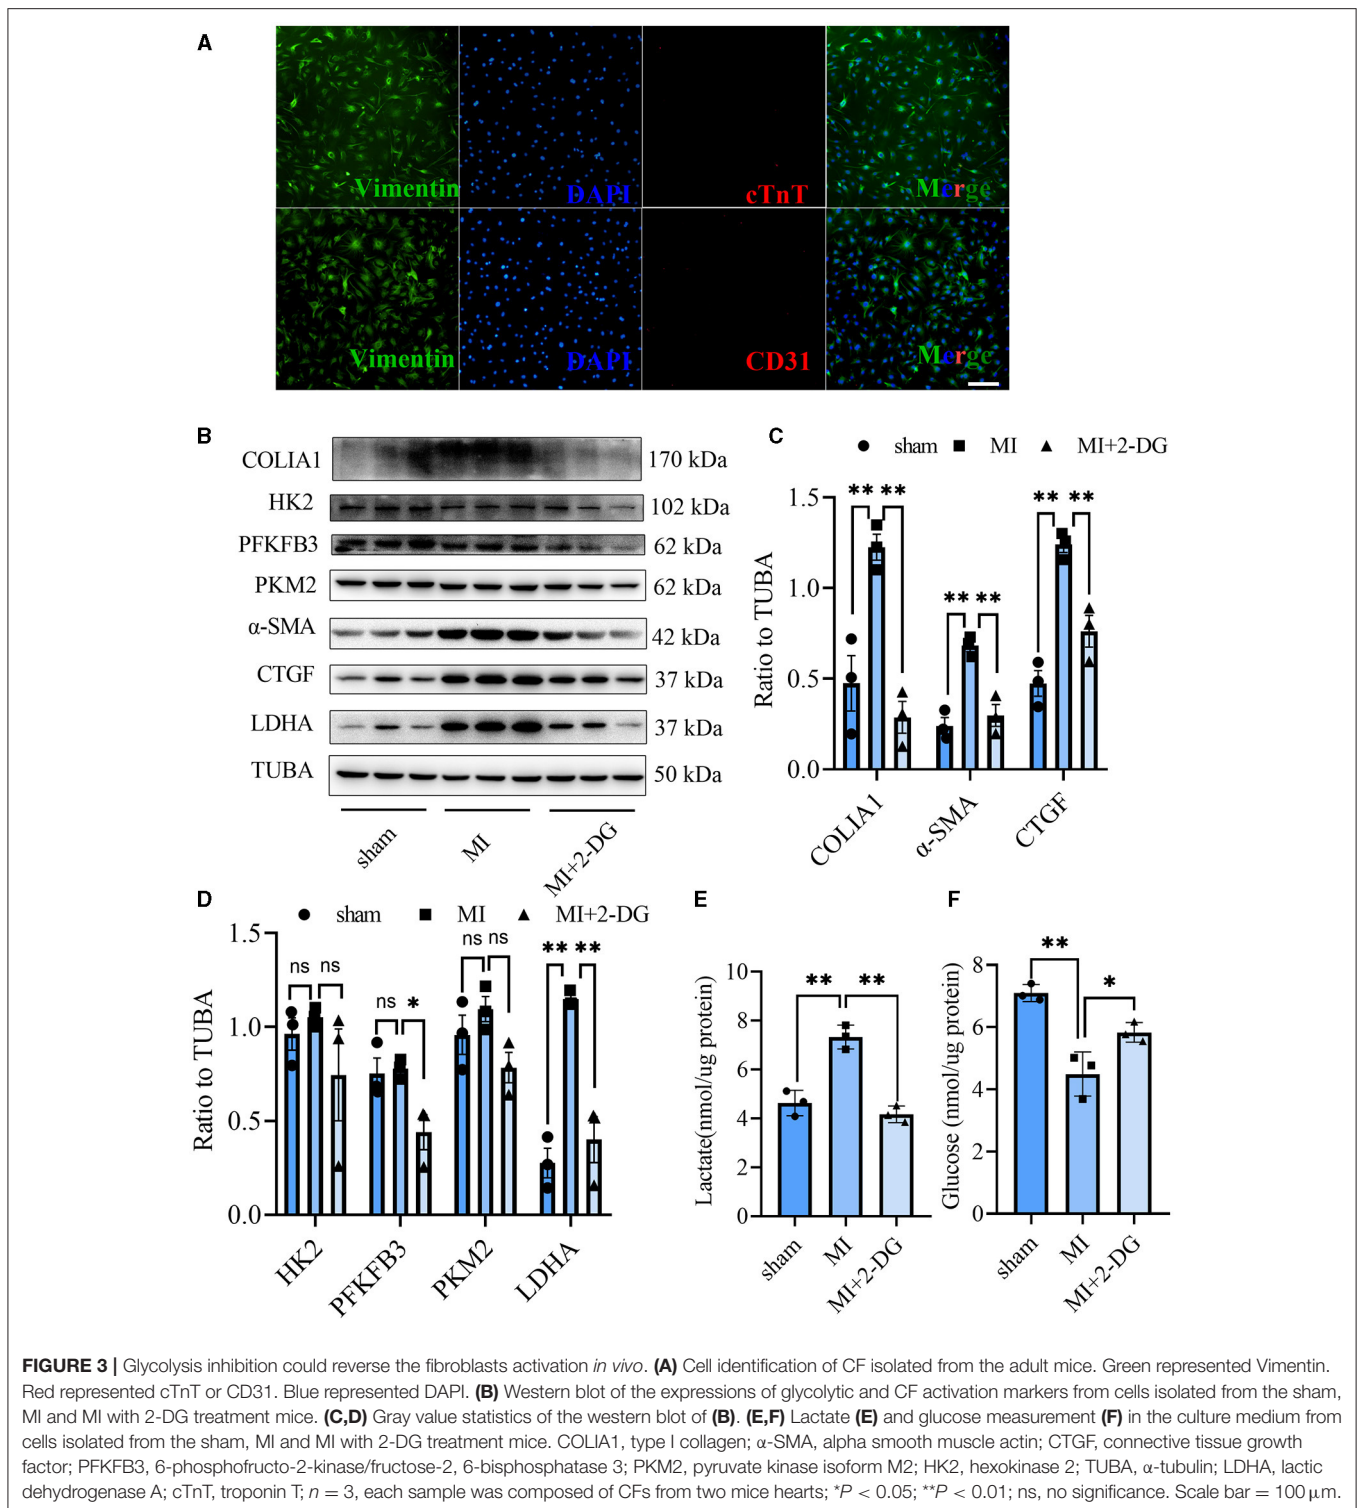 A
Vimentin DAPI cTnT Merge
Vimentin DAPI CD31 Merge
B
COLIA1 170 kDa
HK2 102 kDa
PFKFB3 62 kDa
PKM2 62 kDa
α-SMA 42 kDa
CTGF 37 kDa
LDHA 37 kDa
TUBA 50 kDa
sham MI MI+2-DG
C
sham MI MI+2-DG
Ratio to TUBA
1.5
1.0
0.5
0.0
** ** ** ** ** **
COLIA1 α-SMA CTGF
D
sham MI MI+2-DG
Ratio to TUBA
1.5
1.0
0.5
0.0
ns ns ns * ns ns ** **
HK2 PFKFB3 PKM2 LDHA
E
Lactate(nmol/ug protein)
10
8
6
4
2
0
** **
sham MI MI+2-DG
F
Glucose (nmol/ug protein)
8
6
4
2
0
** *
sham MI MI+2-DG
FIGURE 3 | Glycolysis inhibition could reverse the fibroblasts activation in vivo. (A) Cell identification of CF isolated from the adult mice. Green represented Vimentin.
Red represented cTnT or CD31. Blue represented DAPI. (B) Western blot of the expressions of glycolytic and CF activation markers from cells isolated from the sham,
MI and MI with 2-DG treatment mice. (C,D) Gray value statistics of the western blot of (B). (E,F) Lactate (E) and glucose measurement (F) in the culture medium from
cells isolated from the sham, MI and MI with 2-DG treatment mice. COLIA1, type I collagen; α-SMA, alpha smooth muscle actin; CTGF, connective tissue growth
factor; PFKFB3, 6-phosphofructo-2-kinase/fructose-2, 6-bisphosphatase 3; PKM2, pyruvate kinase isoform M2; HK2, hexokinase 2; TUBA, α-tubulin; LDHA, lactic
dehydrogenase A; cTnT, troponin T; n = 3, each sample was composed of CFs from two mice hearts; *P < 0.05; **P < 0.01; ns, no significance. Scale bar = 100 μm.